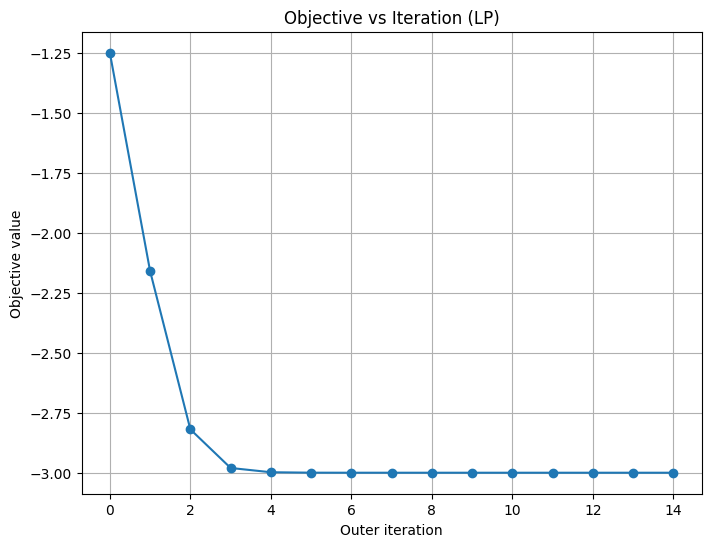 Objective vs Iteration (LP)
Objective value
−1.25
−1.50
−1.75
−2.00
−2.25
−2.50
−2.75
−3.00
0 2 4 6 8 10 12 14
Outer iteration